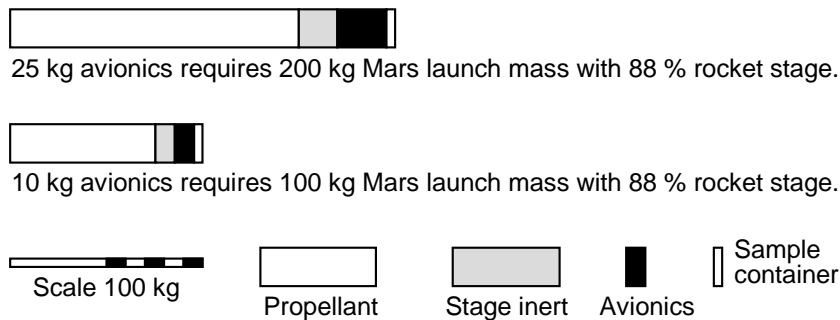 25 kg avionics requires 200 kg Mars launch mass with 88 % rocket stage.
10 kg avionics requires 100 kg Mars launch mass with 88 % rocket stage.
Scale 100 kg
Propellant
Stage inert
Avionics
Sample
container